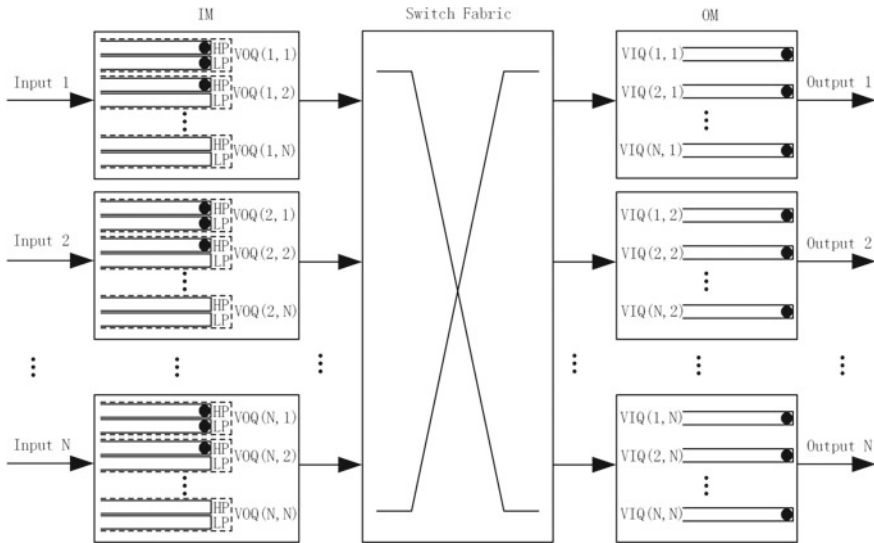 IM Switch Fabric OM
Input 1
HP
LP
VOQ(1,1)
HP
LP
VOQ(1,2)
HP
LP
VOQ(1,N)
VIQ(1,1)
VIQ(2,1)
VIQ(N,1)
Output 1
Input 2
HP
LP
VOQ(2,1)
HP
LP
VOQ(2,2)
HP
LP
VOQ(2,N)
VIQ(1,2)
VIQ(2,2)
VIQ(N,2)
Output 2
Input N
HP
LP
VOQ(N,1)
HP
LP
VOQ(N,2)
HP
LP
VOQ(N,N)
VIQ(1,N)
VIQ(2,N)
VIQ(N,N)
Output N